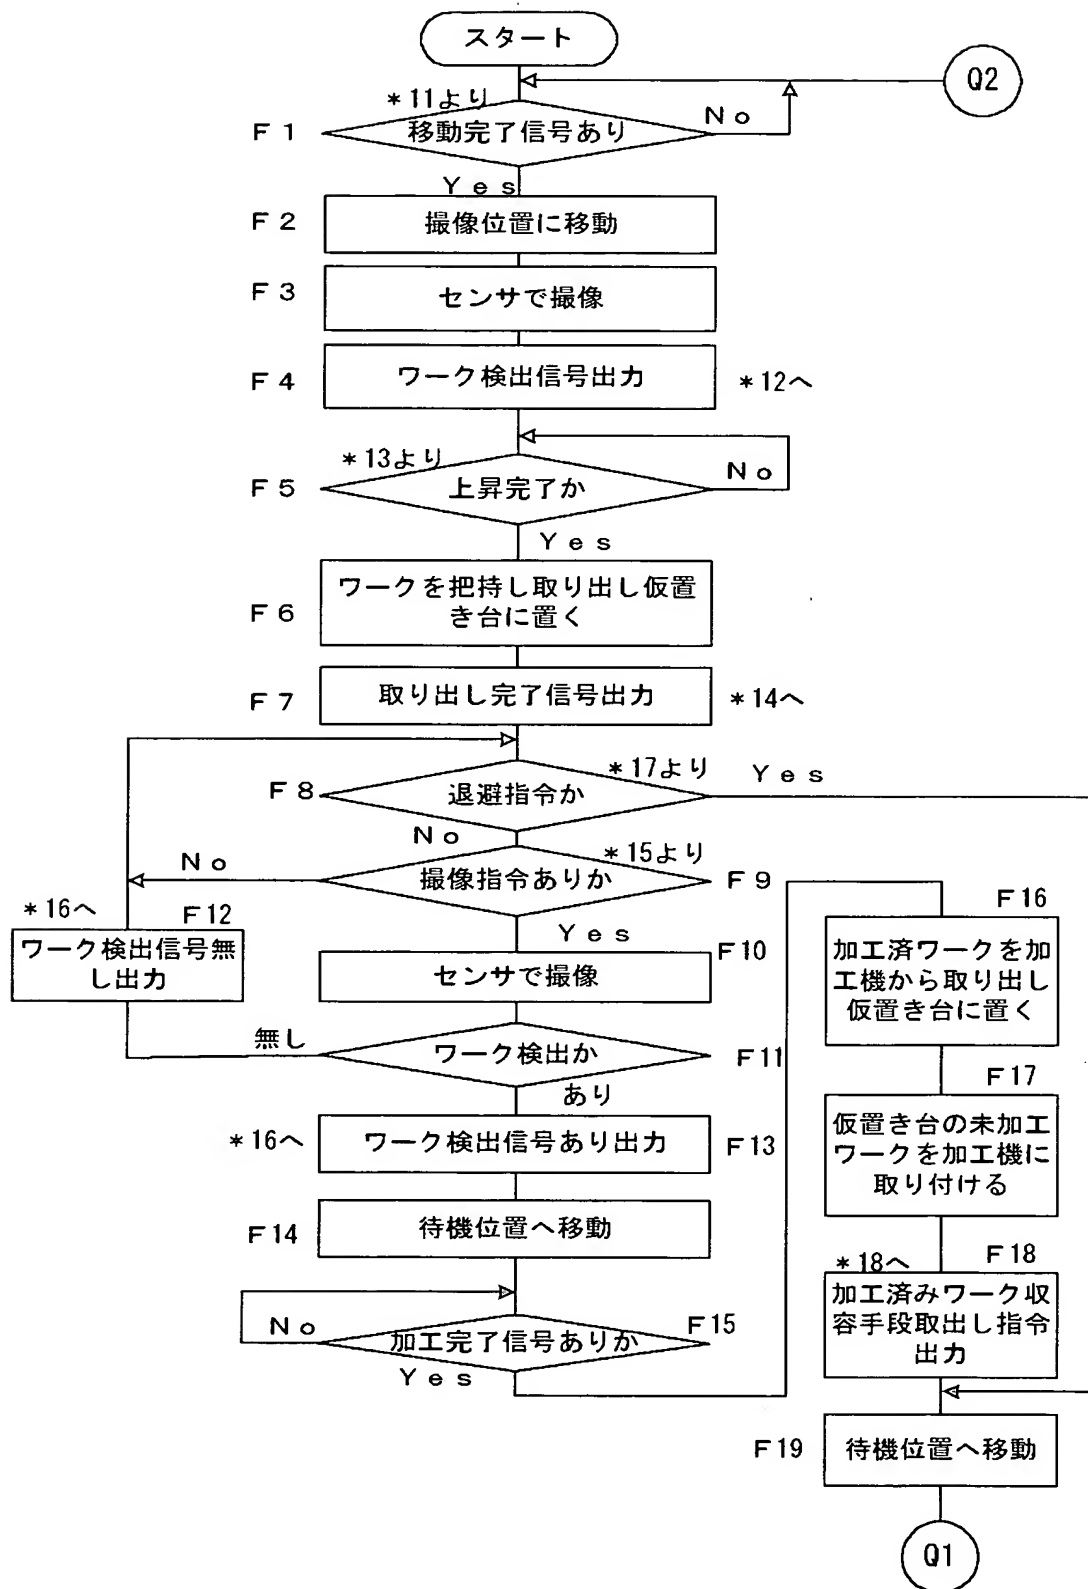 スタート
Q2
*11より
F1
移動完了信号あり
No
Yes
F2
撮像位置に移動
F3
センサで撮像
F4
ワーク検出信号出力
*12へ
*13より
F5
上昇完了か
No
Yes
F6
ワークを把持し取り出し仮置
き台に置く
F7
取り出し完了信号出力
*14へ
*17より
Yes
F8
退避指令か
No
No
*15より
撮像指令ありか
F9
*16へ
F12
ワーク検出信号無
し出力
Yes
F10
センサで撮像
無し
ワーク検出か
F11
あり
*16へ
ワーク検出信号あり出力
F13
F14
待機位置へ移動
No
加工完了信号ありか
F15
Yes
F16
加工済ワークを加
工機から取り出し
仮置き台に置く
F17
仮置き台の未加工
ワークを加工機に
取り付ける
*18へ
F18
加工済みワーク収
容手段取出し指令
出力
F19
待機位置へ移動
Q1